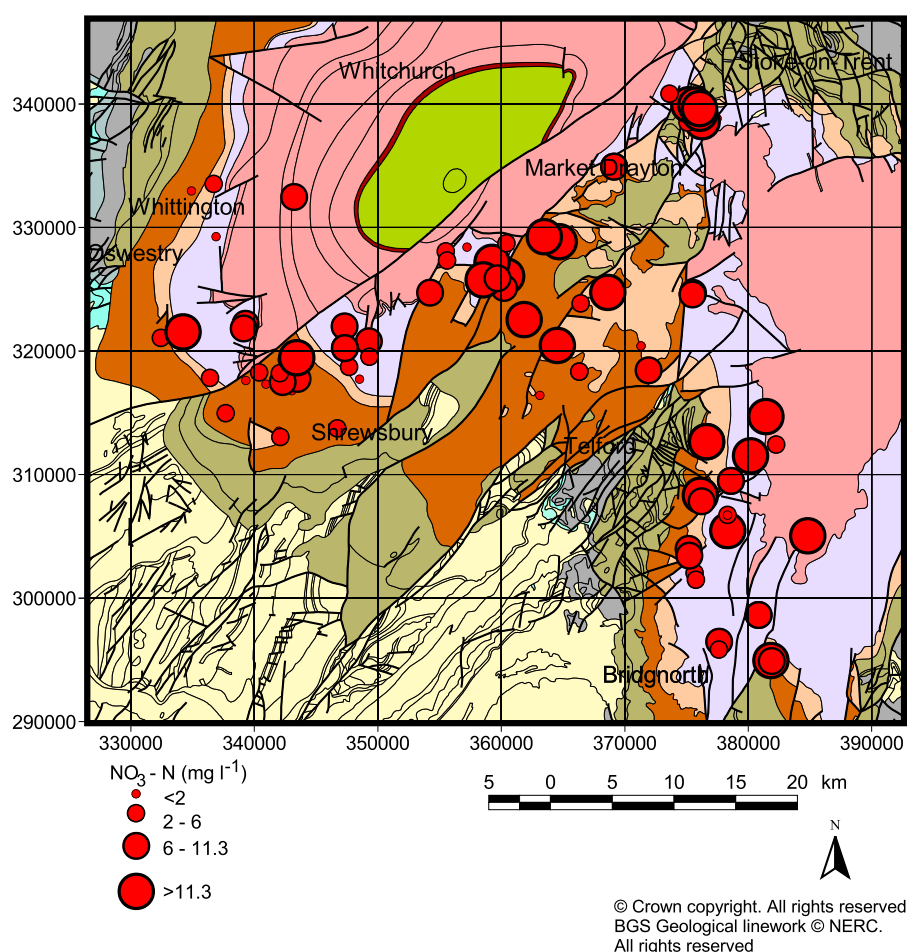 Whitchurch
Stoke-on-Trent
340000
Market Drayton
330000
Whittington
Oswestry
320000
Shrewsbury
Telford
310000
300000
Bridgnorth
290000
330000 340000 350000 360000 370000 380000 390000
NO3 - N (mg l-1)
<2
2 - 6
6 - 11.3
>11.3
5 0 5 10 15 20 km
N
© Crown copyright. All rights reserved
BGS Geological linework © NERC.
All rights reserved